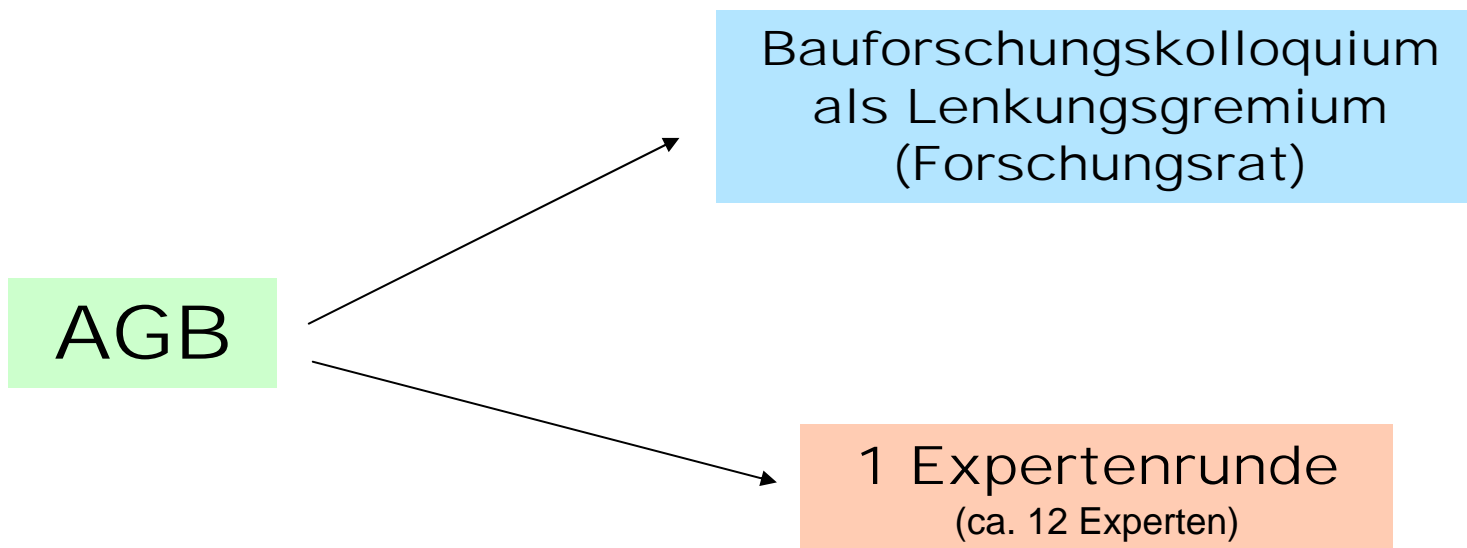 Bauforschungskolloquium
als Lenkungsgremium
(Forschungsrat)
AGB
1 Expertenrunde
(ca. 12 Experten)